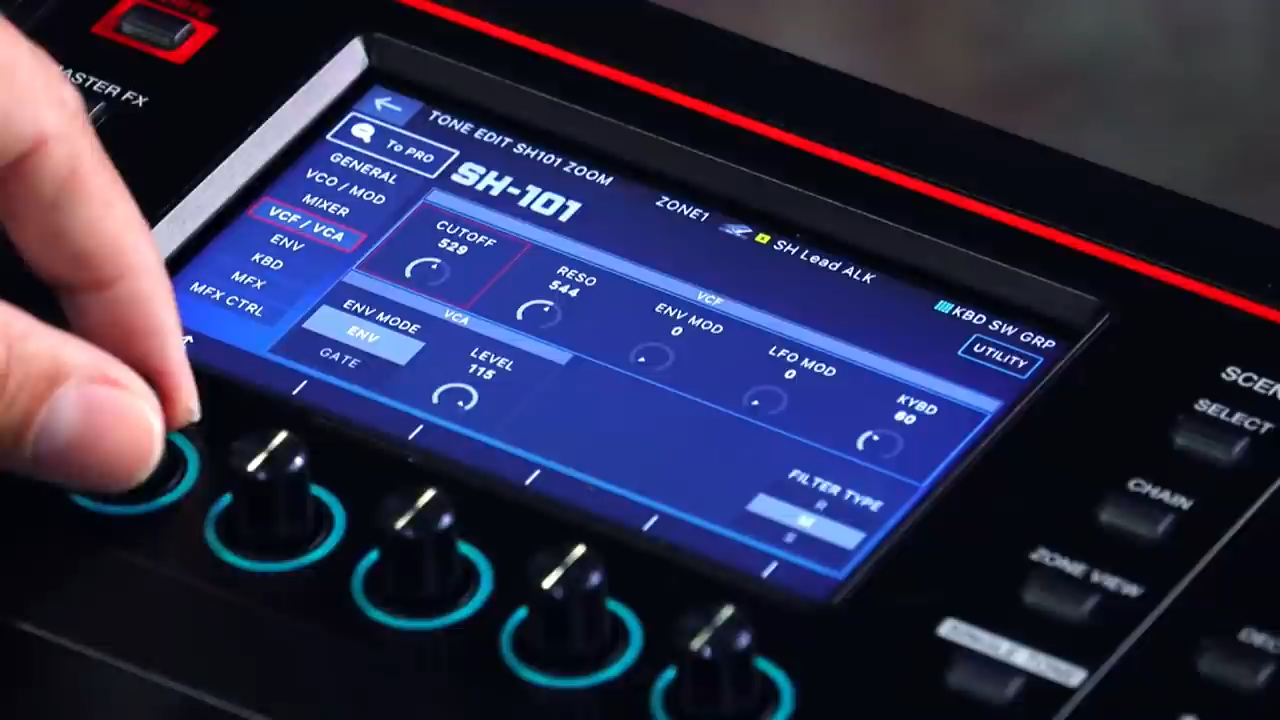 MASTER FX
TONE EDIT SH101 ZOOM
ZONE1
SH Lead ALK
KBD SW GRP
UTILITY
To PRO
SH-101
GENERAL
VCO / MOD
MIXER
VCF / VCA
ENV
KBD
MFX
MFX CTRL
VCF
CUTOFF
529
RESO
544
ENV MOD
0
LFO MOD
0
KYBD
60
VCA
ENV MODE
ENV
GATE
LEVEL
115
FILTER TYPE
R
M
S
SELECT
CHAIN
ZONE VIEW